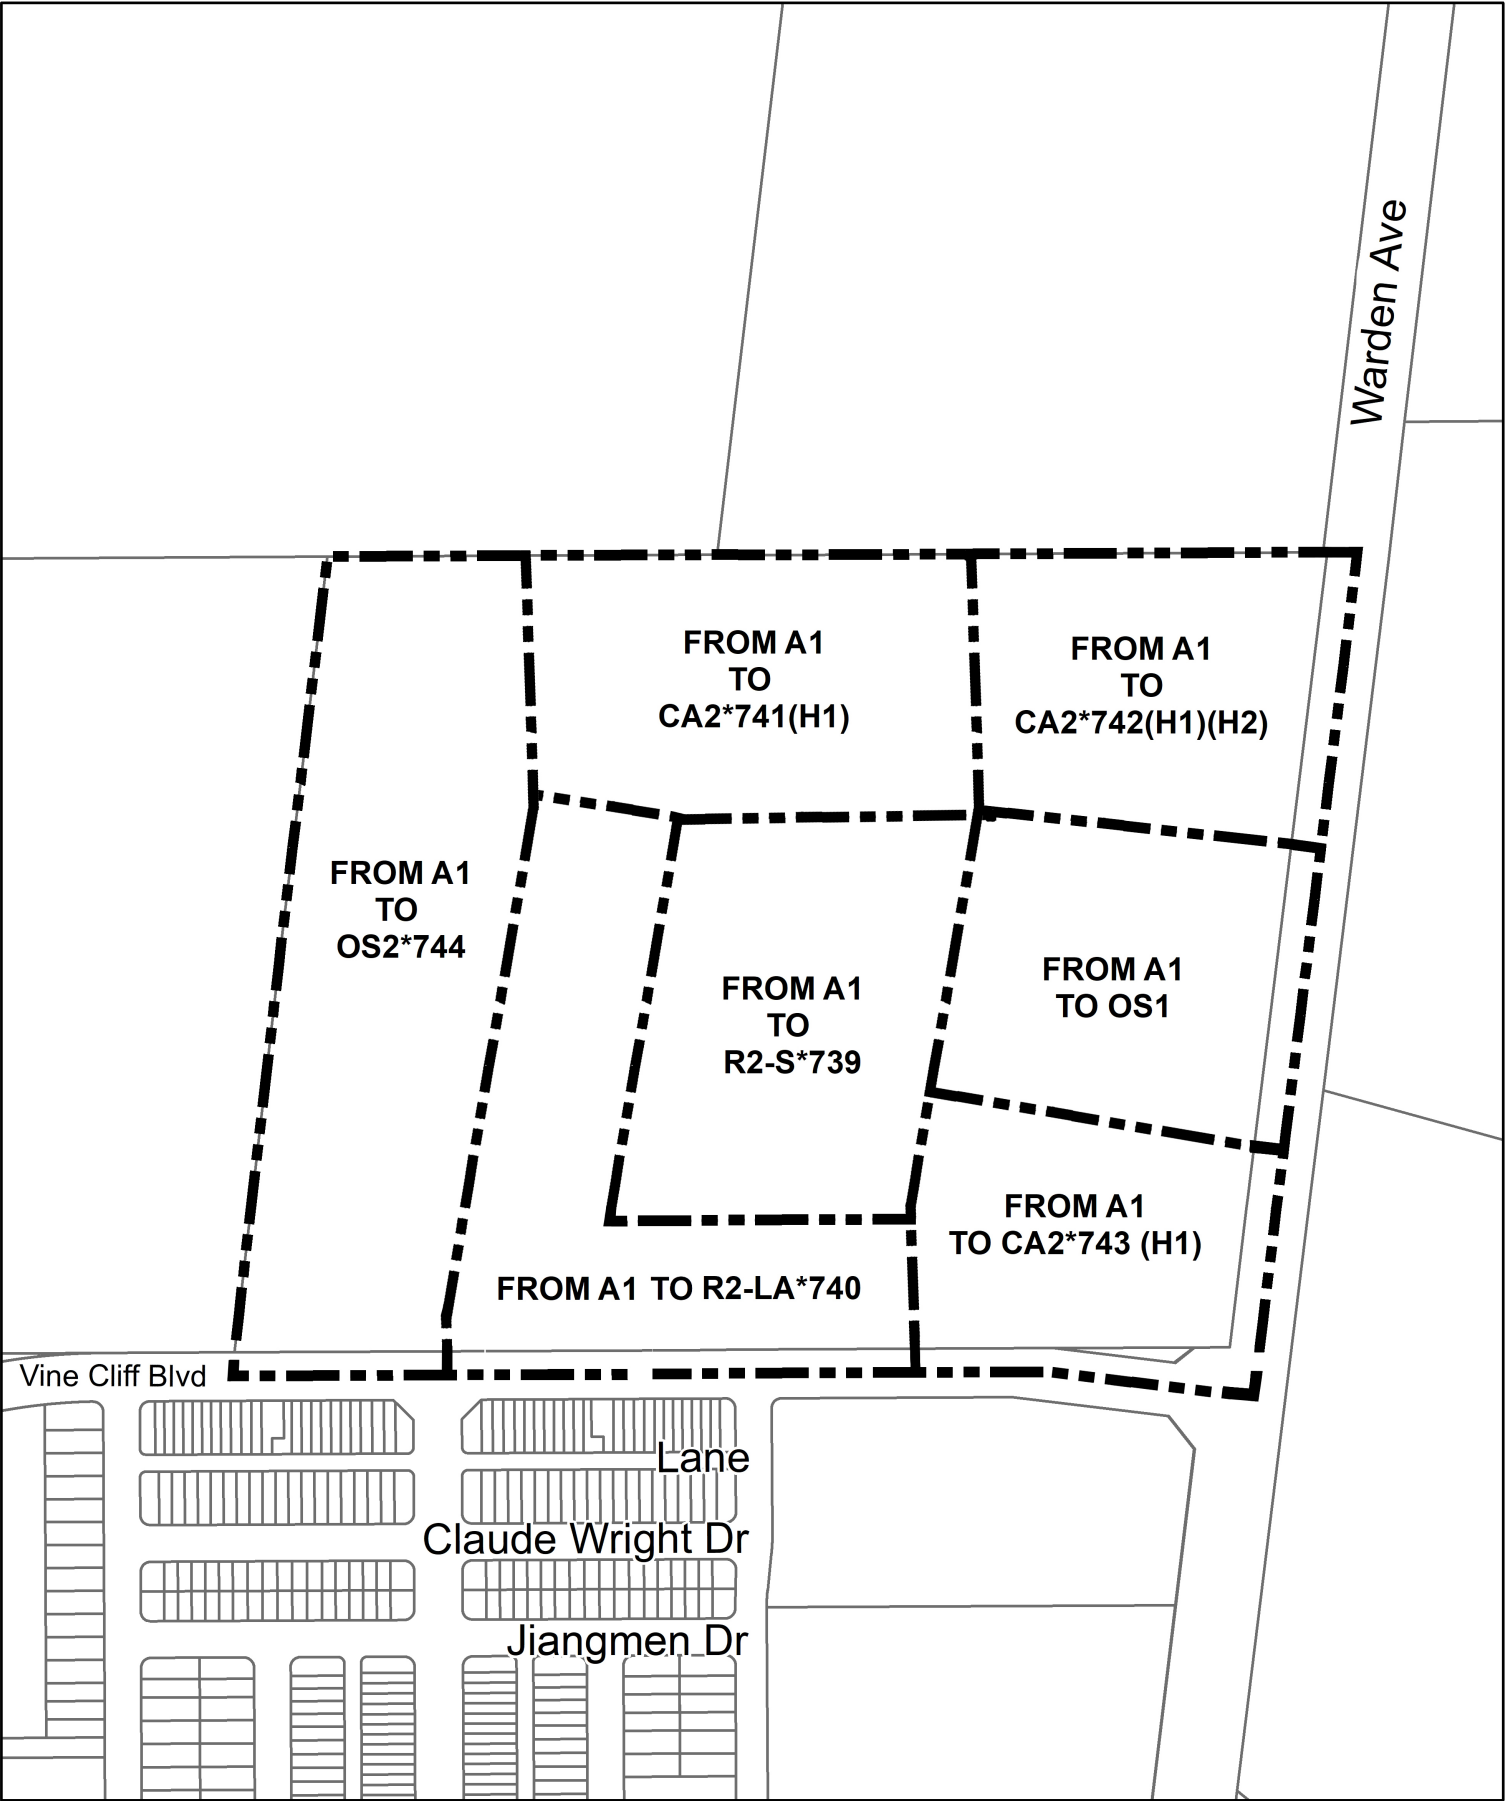 Warden Ave
FROM A1
TO
CA2*741(H1)
FROM A1
TO
CA2*742(H1)(H2)
FROM A1
TO
OS2*744
FROM A1
TO
R2-S*739
FROM A1
TO OS1
FROM A1
TO CA2*743 (H1)
FROM A1 TO R2-LA*740
Vine Cliff Blvd
Lane
Claude Wright Dr
Jiangmen Dr